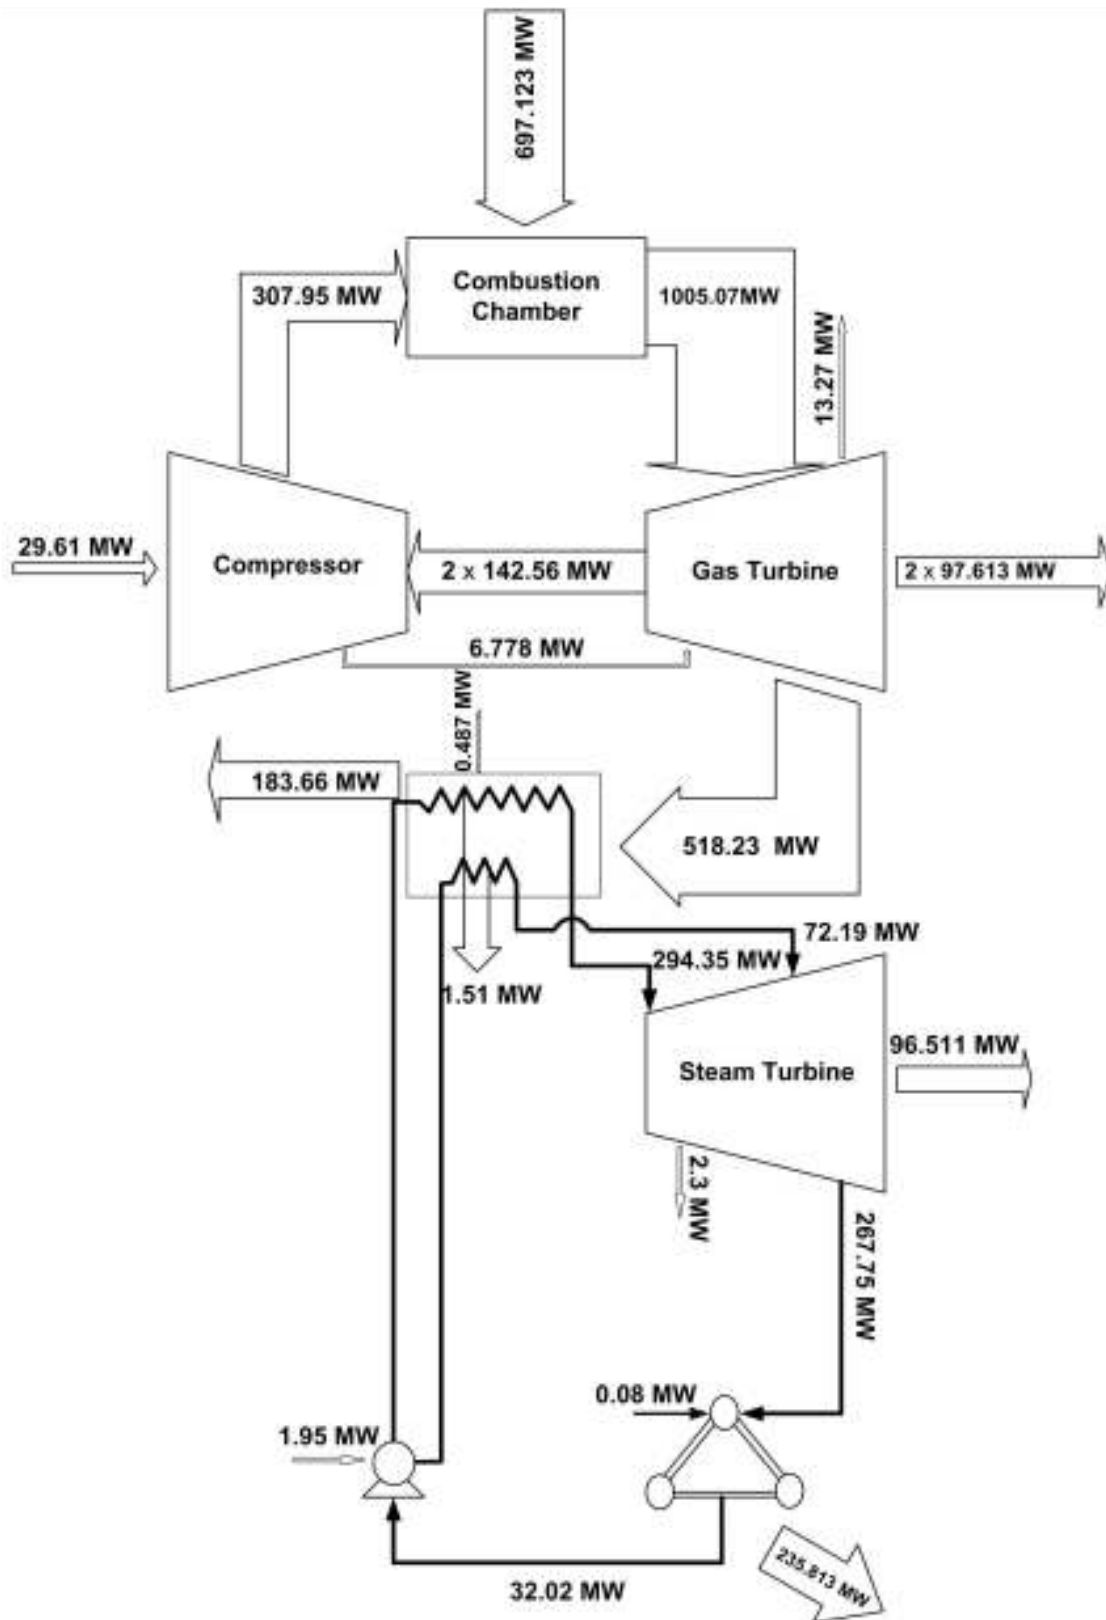 697.123 MW
Combustion
Chamber
307.95 MW
1005.07MW
13.27 MW
29.61 MW
Compressor
2 x 142.56 MW
Gas Turbine
2 x 97.613 MW
6.778 MW
0.487 MW
183.66 MW
518.23 MW
72.19 MW
294.35 MW
1.51 MW
96.511 MW
Steam Turbine
2.3 MW
267.75 MW
0.08 MW
1.95 MW
235.813 MW
32.02 MW